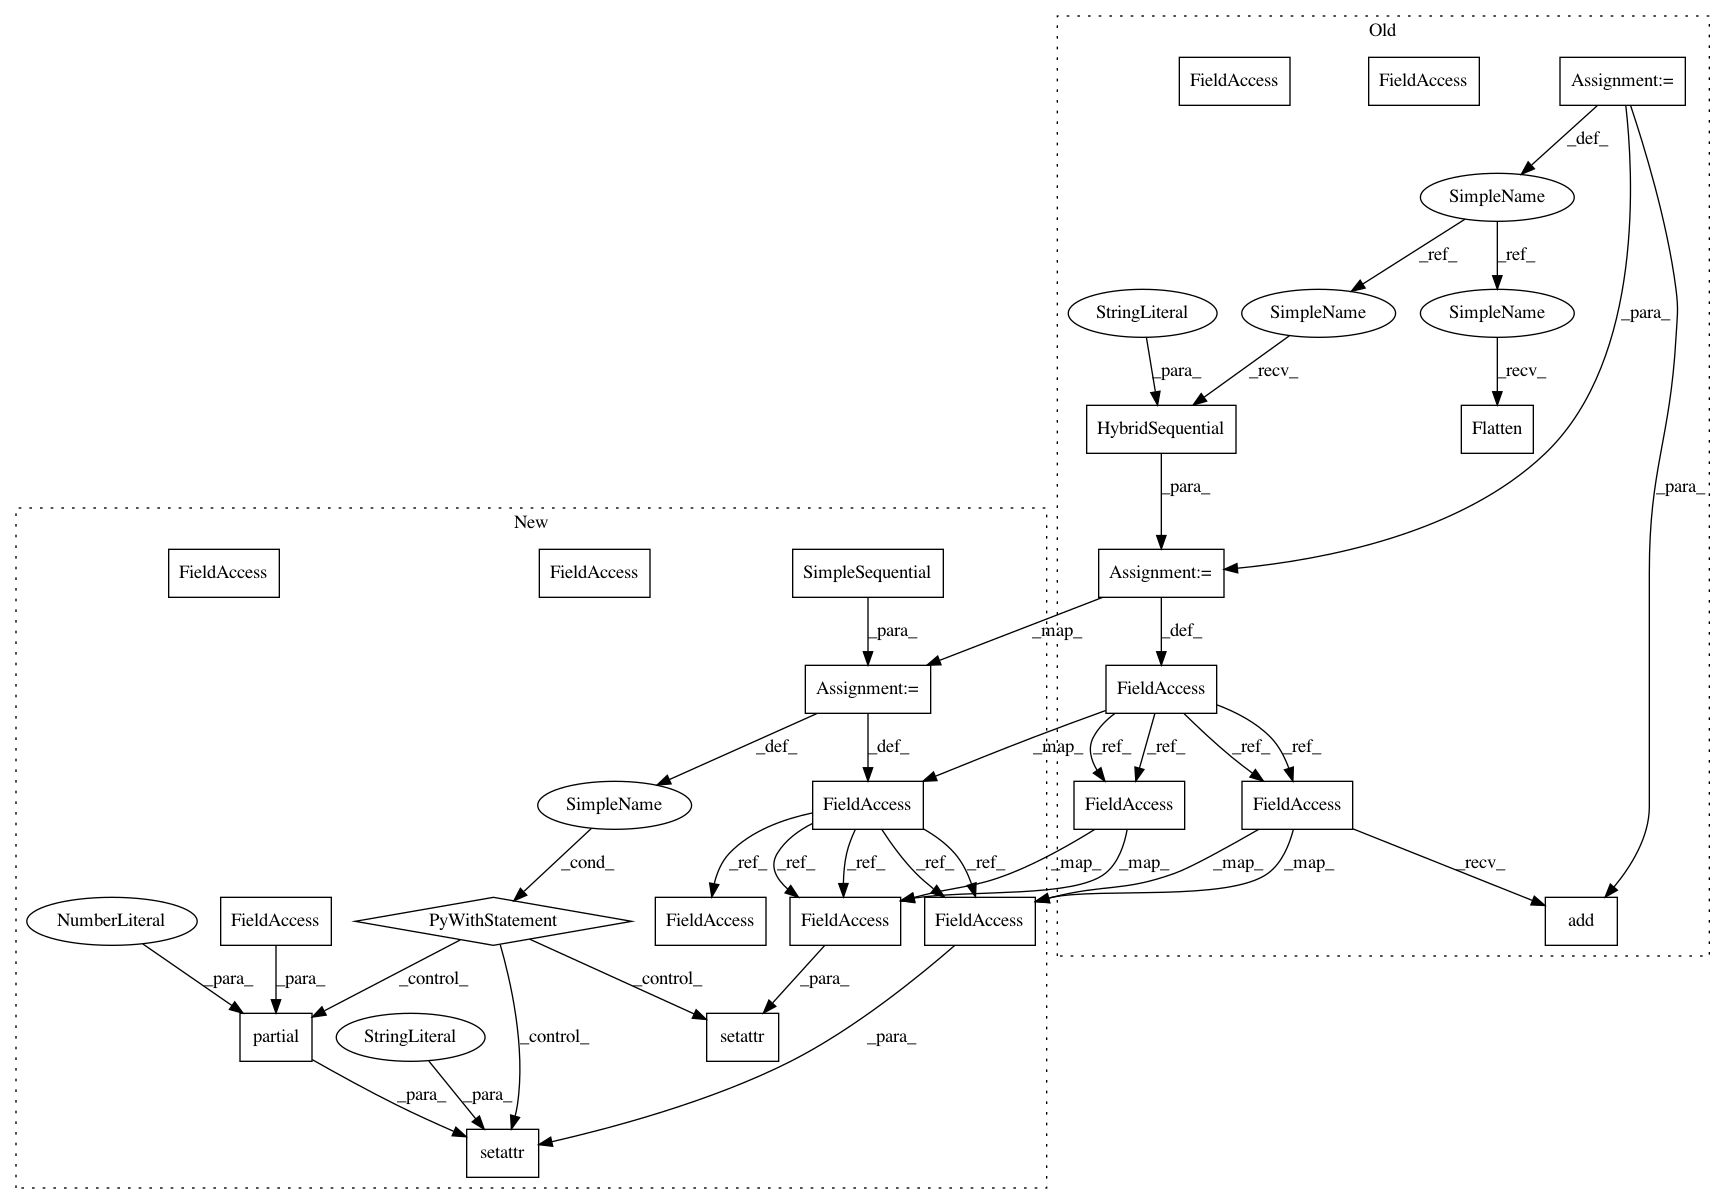 Old
FieldAccess
FieldAccess
Assignment:=
_def_
SimpleName
_ref_
_ref_
StringLiteral
SimpleName
SimpleName
_para_
_para_
_recv_
_recv_
HybridSequential
Flatten
_para_
_para_
New
FieldAccess
FieldAccess
SimpleSequential
Assignment:=
_para_
_map_
_def_
Assignment:=
FieldAccess
_def_
_def_
_map_
_ref_
_ref_
_ref_
_ref_
SimpleName
FieldAccess
FieldAccess
FieldAccess
_cond_
_ref_
_ref_
_ref_
_ref_
_ref_
_map_
_map_
_map_
_map_
_recv_
NumberLiteral
FieldAccess
PyWithStatement
FieldAccess
FieldAccess
FieldAccess
add
_para_
_para_
_control_
_control_
_para_
partial
StringLiteral
_control_
setattr
_para_
_para_
_para_
setattr